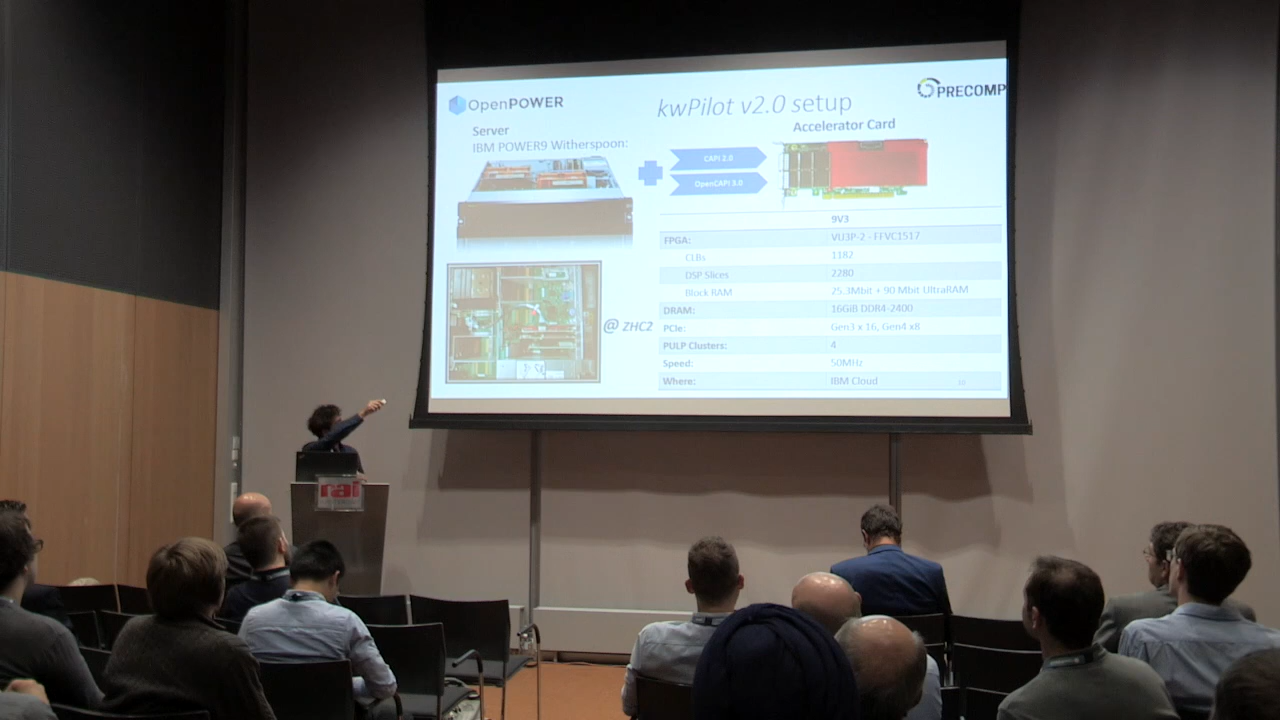 OpenPOWER
kwPilot v2.0 setup
PRECOMP
Server
IBM POWER9 Witherspoon:
Accelerator Card
CAPI 2.0
OpenCAPI 3.0
9V3
FPGA: VU3P-2 - FFVC1517
CLBs 1182
DSP Slices 2280
Block RAM 25.3Mbit + 90 Mbit UltraRAM
DRAM: 16GiB DDR4-2400
@ ZHC2
PCIe: Gen3 x 16, Gen4 x8
PULP Clusters: 4
Speed: 50MHz
Where: IBM Cloud
10
rai